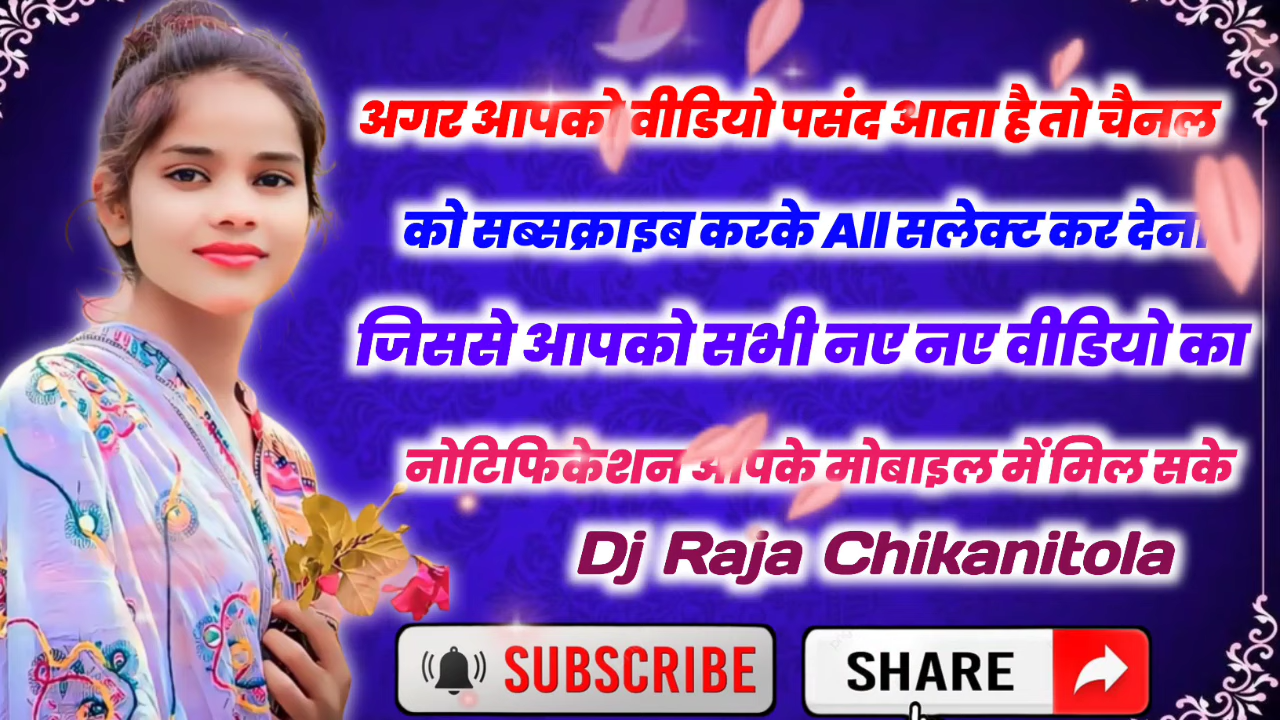 अगर आपको वीडियो पसंद आता है तो चैनल
को सब्सक्राइब करके All सलेक्ट कर देना
जिससे आपको सभी नए नए वीडियो का
नोटिफिकेशन आपके मोबाइल में मिल सके
Dj Raja Chikanitola
SUBSCRIBE
SHARE